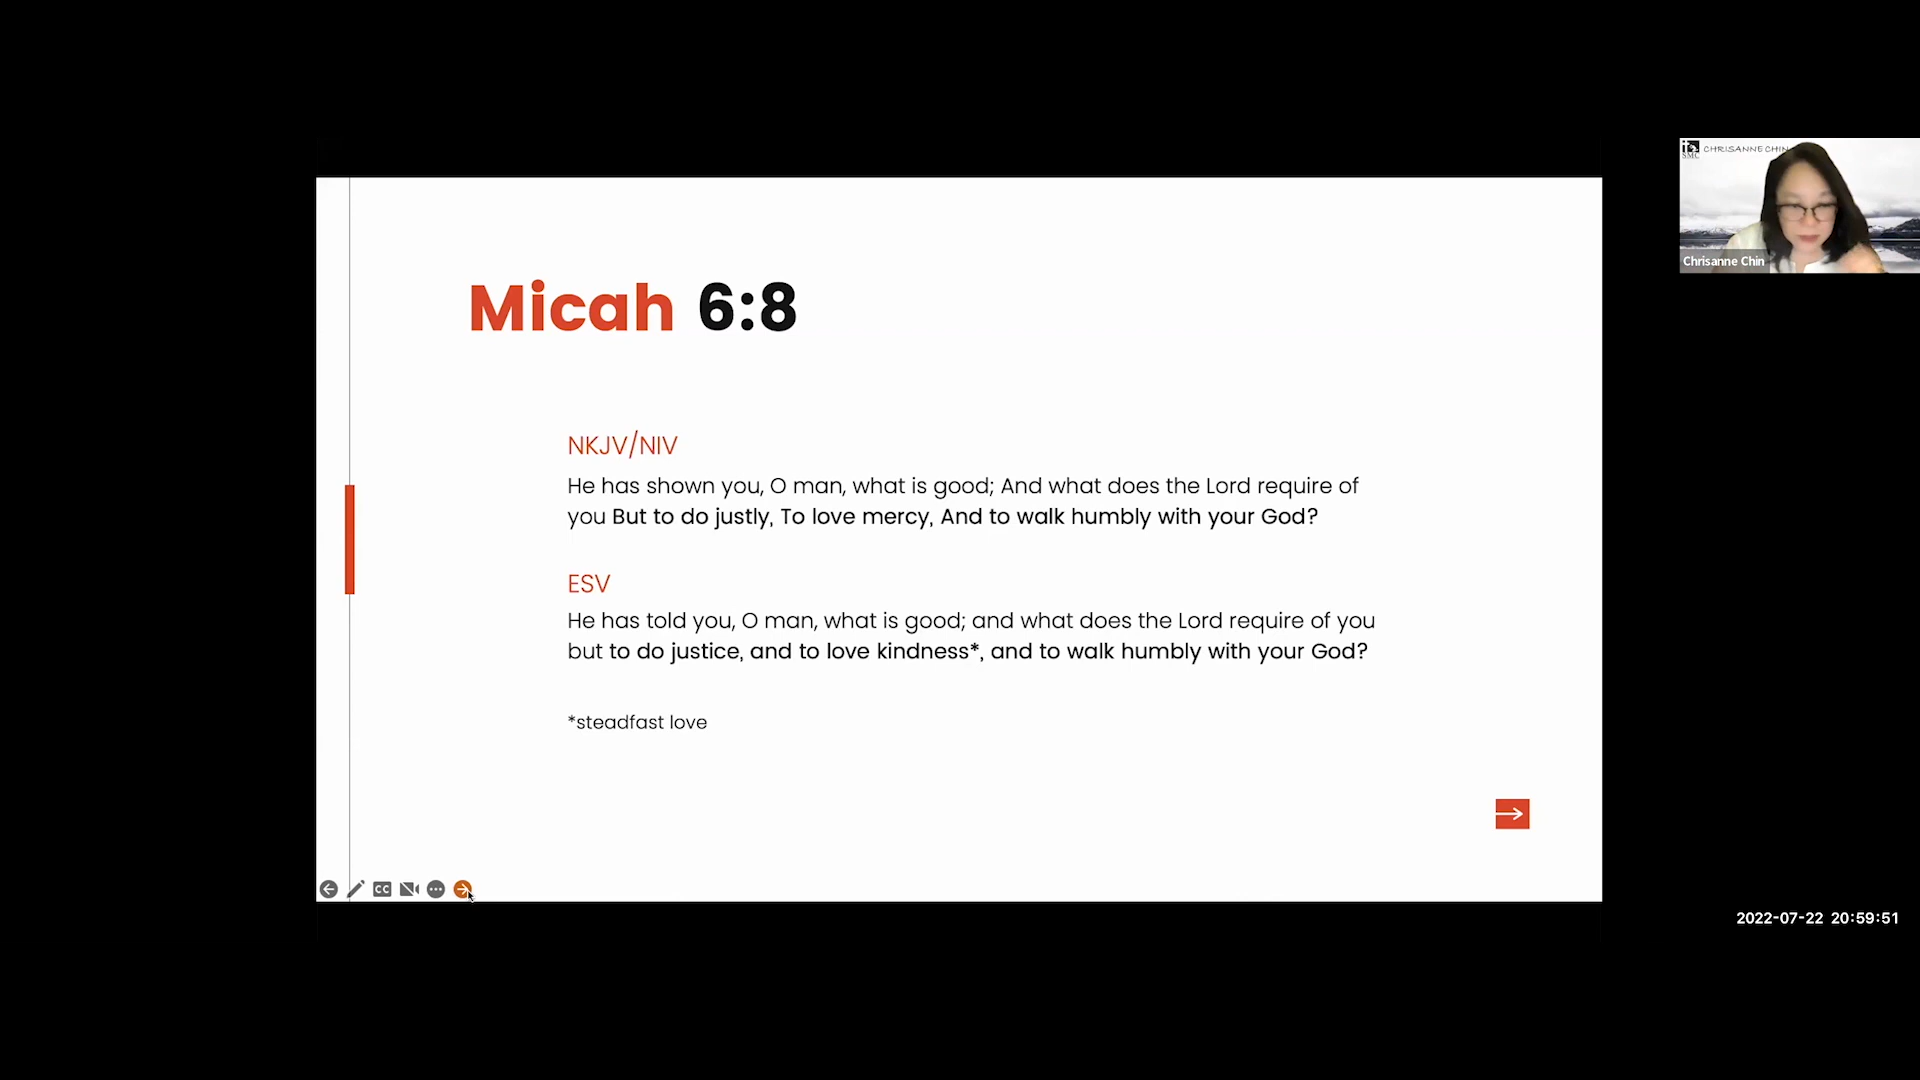 Micah 6:8
NKJV/NIV
He has shown you, O man, what is good; And what does the Lord require of
you But to do justly, To love mercy, And to walk humbly with your God?
ESV
He has told you, O man, what is good; and what does the Lord require of you
but to do justice, and to love kindness*, and to walk humbly with your God?
*steadfast love
CC
SMC
CHRISANNE CHIN
Chrisanne Chin
2022-07-22 20:59:51